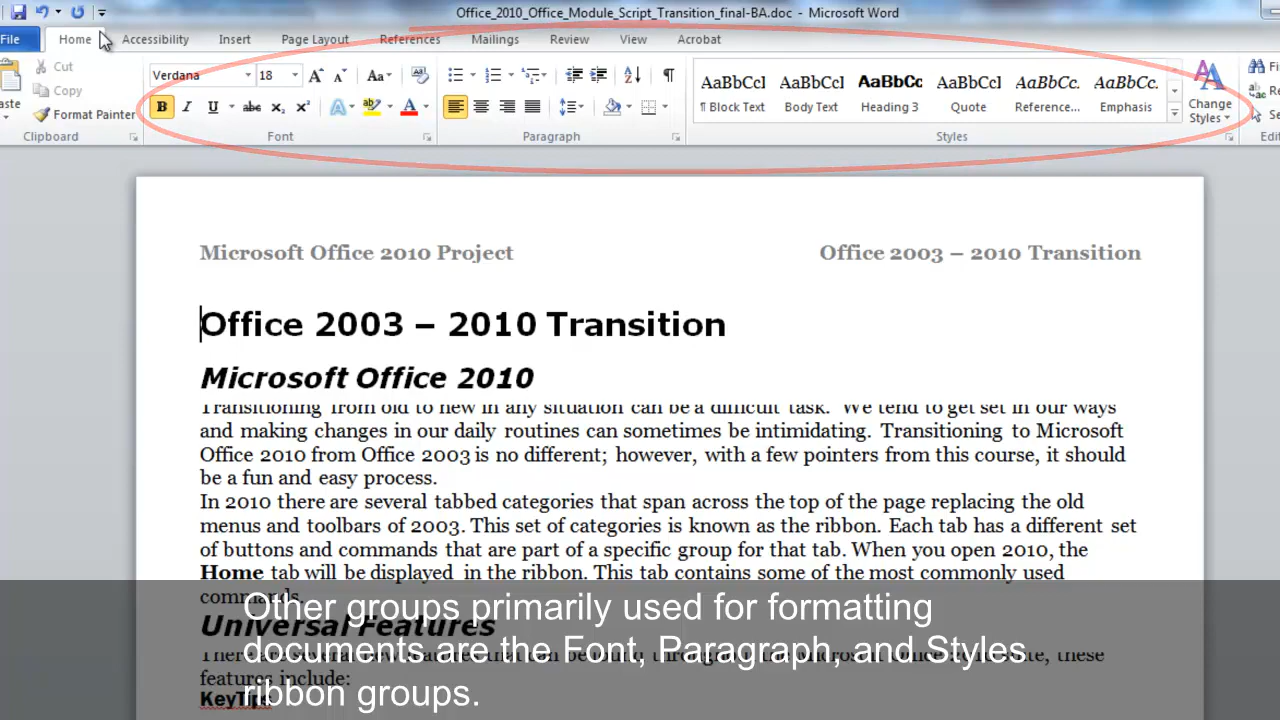 Office_2010_Office_Module_Script_Transition_final-BA.doc - Microsoft Word
File Home Accessibility Insert Page Layout References Mailings Review View Acrobat
Cut
Copy
Format Painter
Verdana 18 Aa
B I U abc x₂ x² A ab A
AaBbCcI AaBbCcI AaBbCc AaBbCcI AaBbCc. AaBbCc.
¶ Block Text Body Text Heading 3 Quote Reference... Emphasis
Change
Styles
Clipboard Font Paragraph Styles
Microsoft Office 2010 Project Office 2003 – 2010 Transition
Office 2003 – 2010 Transition
Microsoft Office 2010
Transitioning from old to new in any situation can be a difficult task. We tend to get set in our ways
and making changes in our daily routines can sometimes be intimidating. Transitioning to Microsoft
Office 2010 from Office 2003 is no different; however, with a few pointers from this course, it should
be a fun and easy process.
In 2010 there are several tabbed categories that span across the top of the page replacing the old
menus and toolbars of 2003. This set of categories is known as the ribbon. Each tab has a different set
of buttons and commands that are part of a specific group for that tab. When you open 2010, the
Home tab will be displayed in the ribbon. This tab contains some of the most commonly used
commands.
Universal Features
features include:
KeyTips
Other groups primarily used for formatting
documents are the Font, Paragraph, and Styles
ribbon groups.